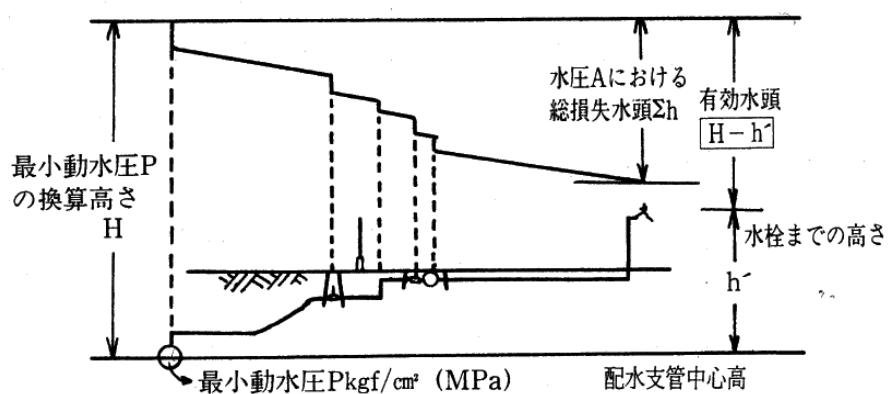 最小動水圧P
の換算高さ
H
水圧Aにおける
総損失水頭Σh
有効水頭
H－h´
水栓までの高さ
h´
最小動水圧Pkgf/cm² (MPa)
配水支管中心高